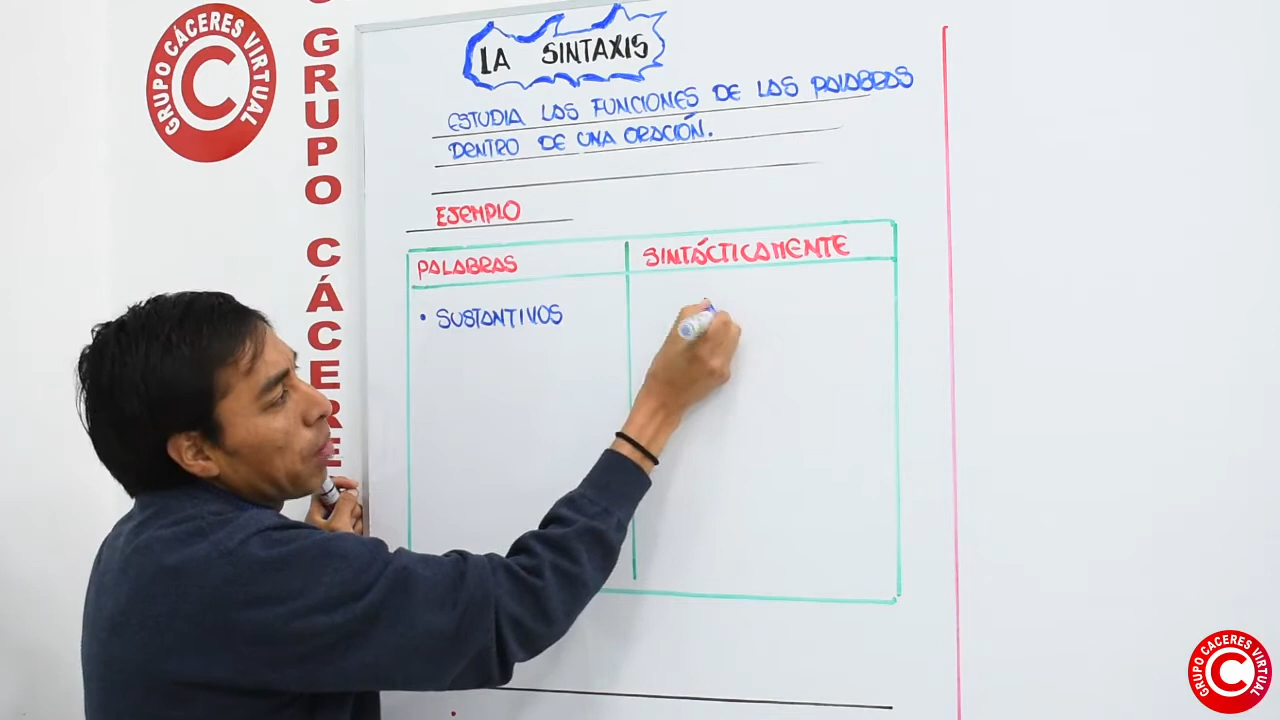 GRUPO CÁCERES VIRTUAL
C
GRUPO CÁCERE
LA SINTAXIS
ESTUDIA LAS FUNCIONES DE LAS PALABRAS
DENTRO DE UNA ORACIÓN.
EJEMPLO
PALABRAS
SINTÁCTICAMENTE
• SUSTANTIVOS
GRUPO CACERES VIRTUAL
C